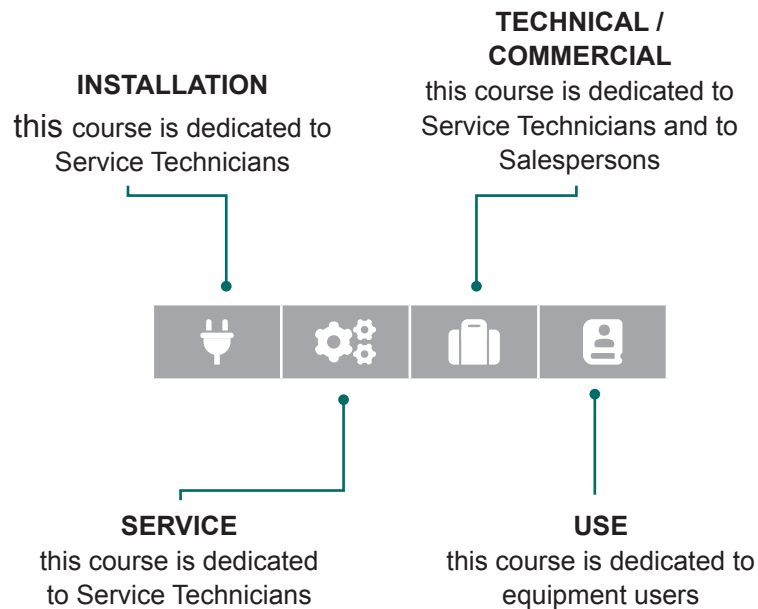 INSTALLATION
this course is dedicated to
Service Technicians
TECHNICAL /
COMMERCIAL
this course is dedicated to
Service Technicians and to
Salespersons
SERVICE
this course is dedicated
to Service Technicians
USE
this course is dedicated to
equipment users